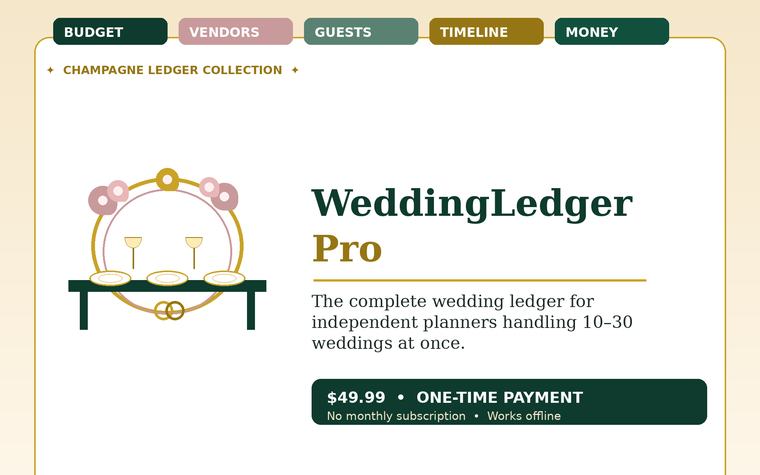 BUDGET
VENDORS
GUESTS
TIMELINE
MONEY
✦ CHAMPAGNE LEDGER COLLECTION ✦
WeddingLedger
Pro
The complete wedding ledger for
independent planners handling 10–30
weddings at once.
$49.99 • ONE-TIME PAYMENT
No monthly subscription • Works offline